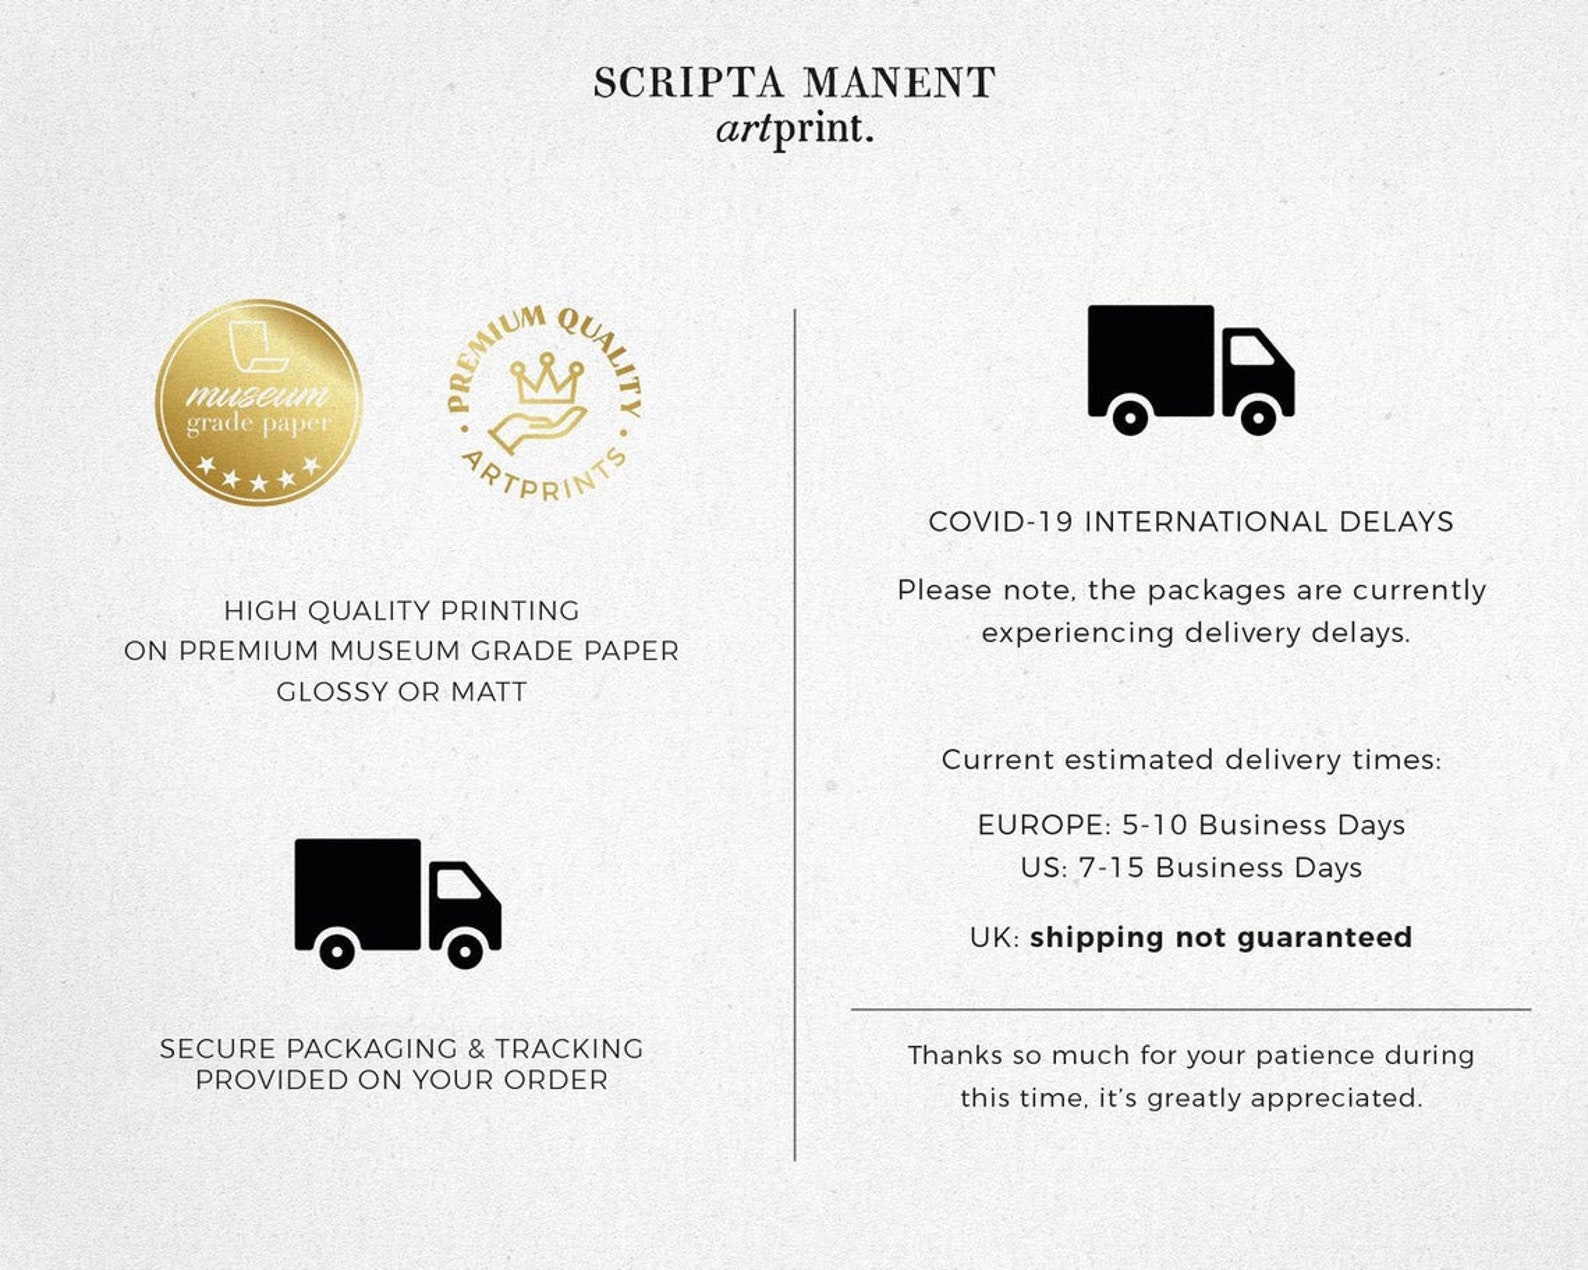 SCRIPTA MANENT
artprint.
museum
grade paper
PREMIUM QUALITY
ARTPRINTS
HIGH QUALITY PRINTING
ON PREMIUM MUSEUM GRADE PAPER
GLOSSY OR MATT
SECURE PACKAGING & TRACKING
PROVIDED ON YOUR ORDER
COVID-19 INTERNATIONAL DELAYS
Please note, the packages are currently
experiencing delivery delays.
Current estimated delivery times:
EUROPE: 5-10 Business Days
US: 7-15 Business Days
UK: shipping not guaranteed
Thanks so much for your patience during
this time, it's greatly appreciated.